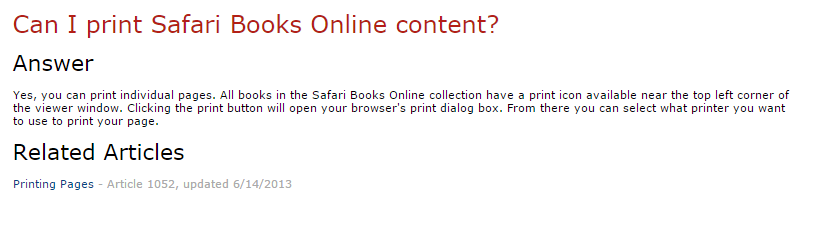 Can I print Safari Books Online content?
Answer
Yes, you can print individual pages. All books in the Safari Books Online collection have a print icon available near the top left corner of
the viewer window. Clicking the print button will open your browser's print dialog box. From there you can select what printer you want
to use to print your page.
Related Articles
Printing Pages - Article 1052, updated 6/14/2013